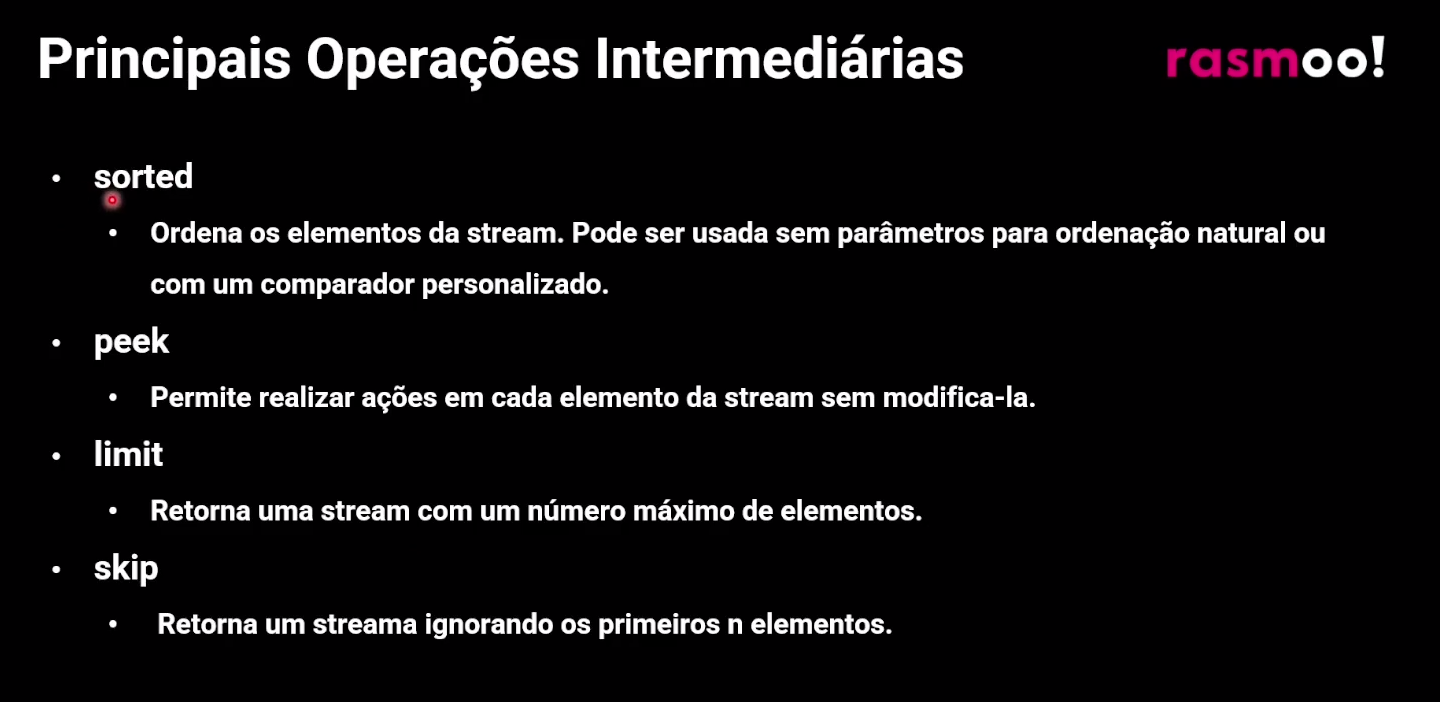 Principais Operações Intermediárias
rasmoo!
• sorted
• Ordena os elementos da stream. Pode ser usada sem parâmetros para ordenação natural ou
com um comparador personalizado.
• peek
• Permite realizar ações em cada elemento da stream sem modifica-la.
• limit
• Retorna uma stream com um número máximo de elementos.
• skip
• Retorna um streama ignorando os primeiros n elementos.